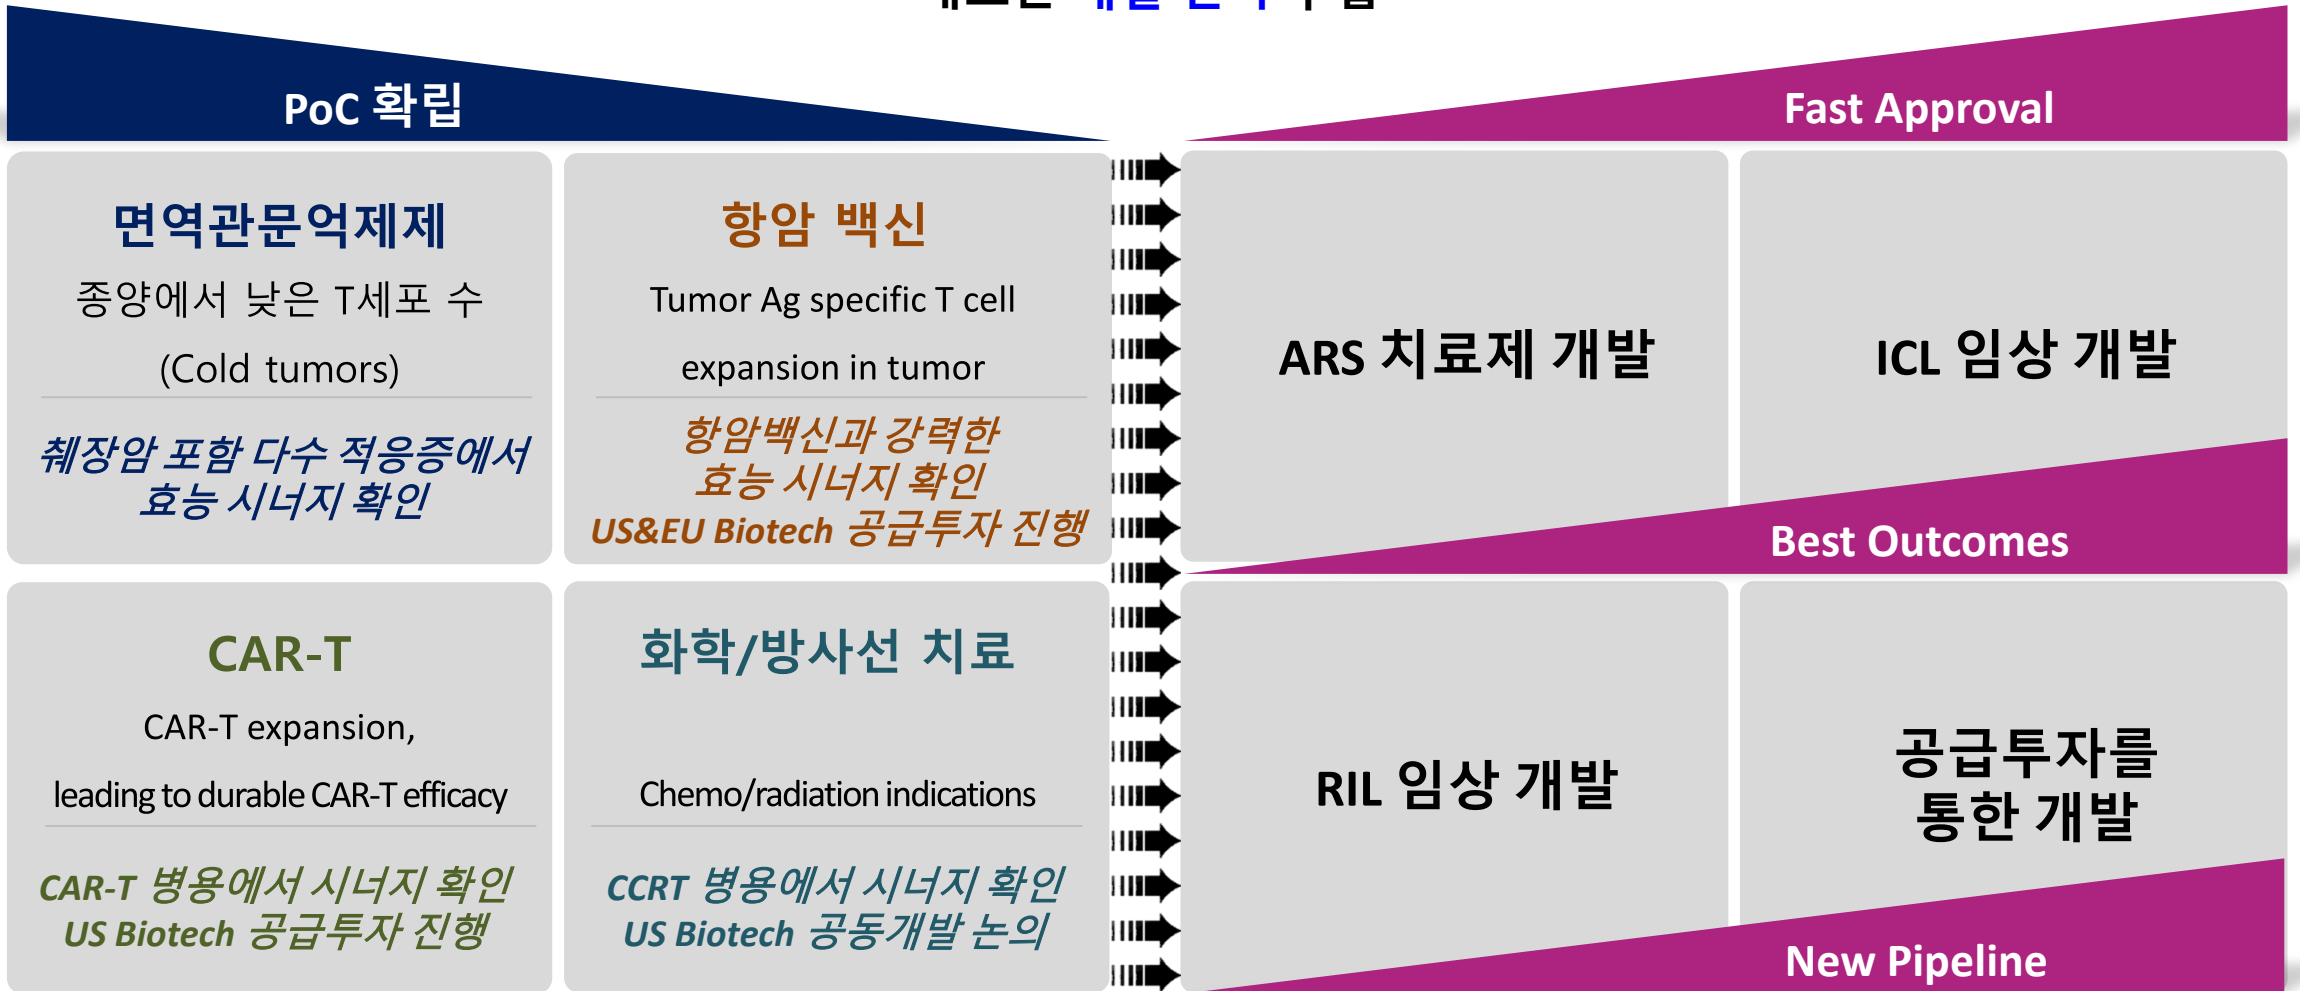 PoC 확립
Fast Approval
면역관문억제제
종양에서 낮은 T세포 수
(Cold tumors)
췌장암 포함 다수 적응증에서
효능 시너지 확인
항암 백신
Tumor Ag specific T cell
expansion in tumor
항암백신과 강력한
효능 시너지 확인
US&EU Biotech 공급투자 진행
ARS 치료제 개발
ICL 임상 개발
Best Outcomes
CAR-T
CAR-T expansion,
leading to durable CAR-T efficacy
CAR-T 병용에서 시너지 확인
US Biotech 공급투자 진행
화학/방사선 치료
Chemo/radiation indications
CCRT 병용에서 시너지 확인
US Biotech 공동개발 논의
RIL 임상 개발
공급투자를
통한 개발
New Pipeline